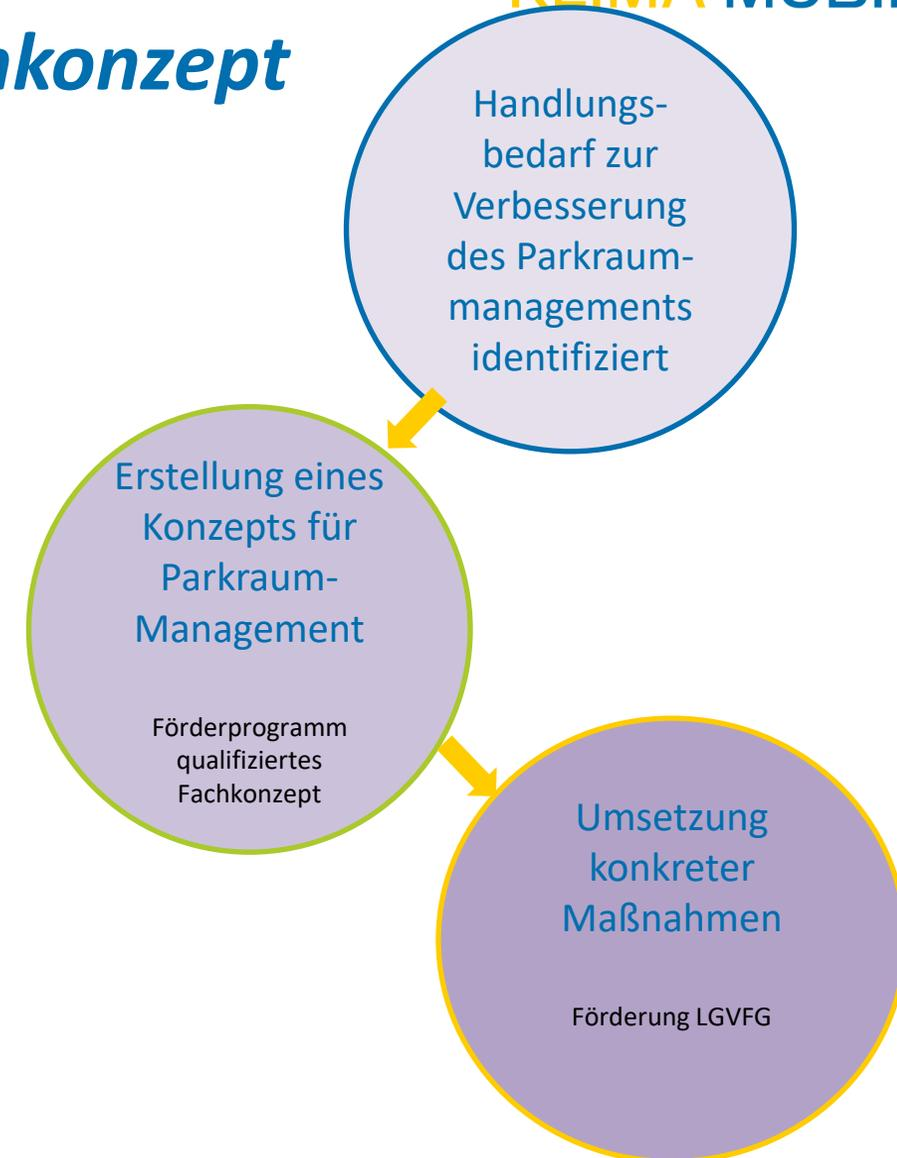 nkonzept
Handlungs-
bedarf zur
Verbesserung
des Parkraum-
managements
identifiziert
Erstellung eines
Konzepts für
Parkraum-
Management
Förderprogramm
qualifiziertes
Fachkonzept
Umsetzung
konkreter
Maßnahmen
Förderung LGVFG